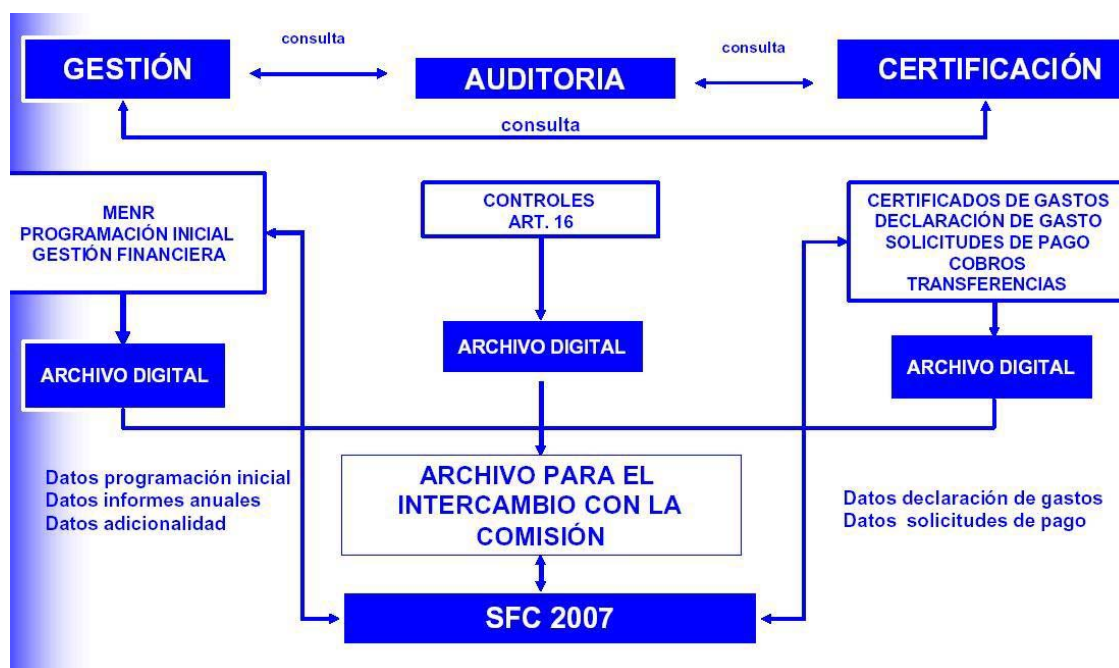 consulta
consulta
GESTIÓN
AUDITORIA
CERTIFICACIÓN
consulta
MENR
PROGRAMACIÓN INICIAL
GESTIÓN FINANCIERA
CONTROLES
ART. 16
CERTIFICADOS DE GASTOS
DECLARACIÓN DE GASTO
SOLICITUDES DE PAGO
COBROS
TRANSFERENCIAS
ARCHIVO DIGITAL
ARCHIVO DIGITAL
ARCHIVO DIGITAL
Datos programación inicial
Datos informes anuales
Datos adicionalidad
ARCHIVO PARA EL
INTERCAMBIO CON LA
COMISIÓN
Datos declaración de gastos
Datos solicitudes de pago
SFC 2007